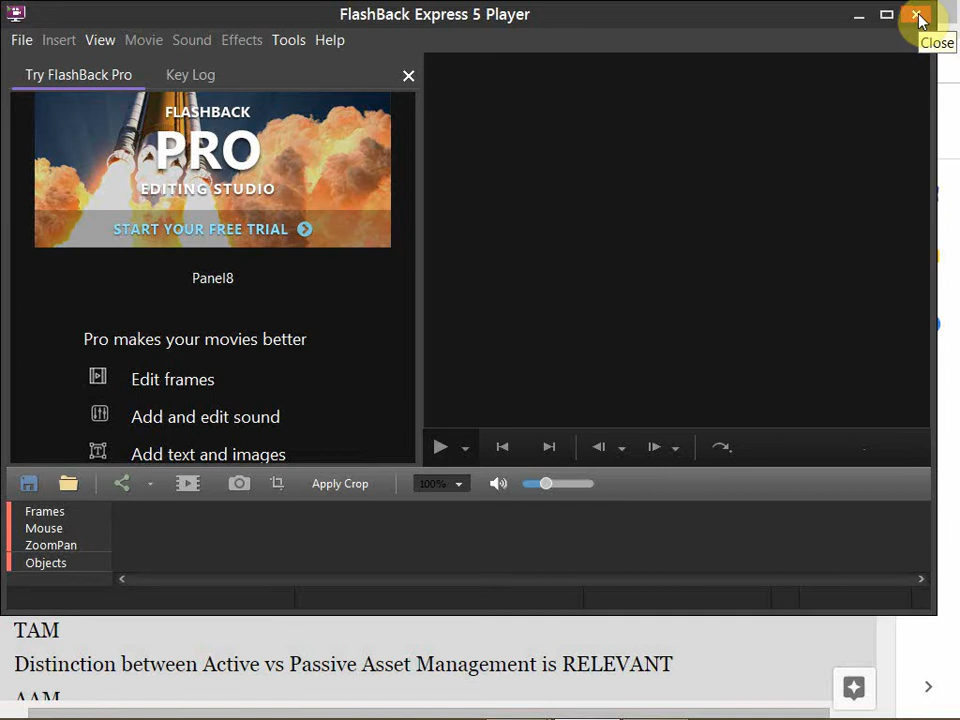 FlashBack Express 5 Player
Close
File Insert View Movie Sound Effects Tools Help
Try FlashBack Pro Key Log
FLASHBACK
PRO
EDITING STUDIO
START YOUR FREE TRIAL
Panel8
Pro makes your movies better
Edit frames
Add and edit sound
Add text and images
Apply Crop 100%
Frames
Mouse
ZoomPan
Objects
TAM
Distinction between Active vs Passive Asset Management is RELEVANT
AAM